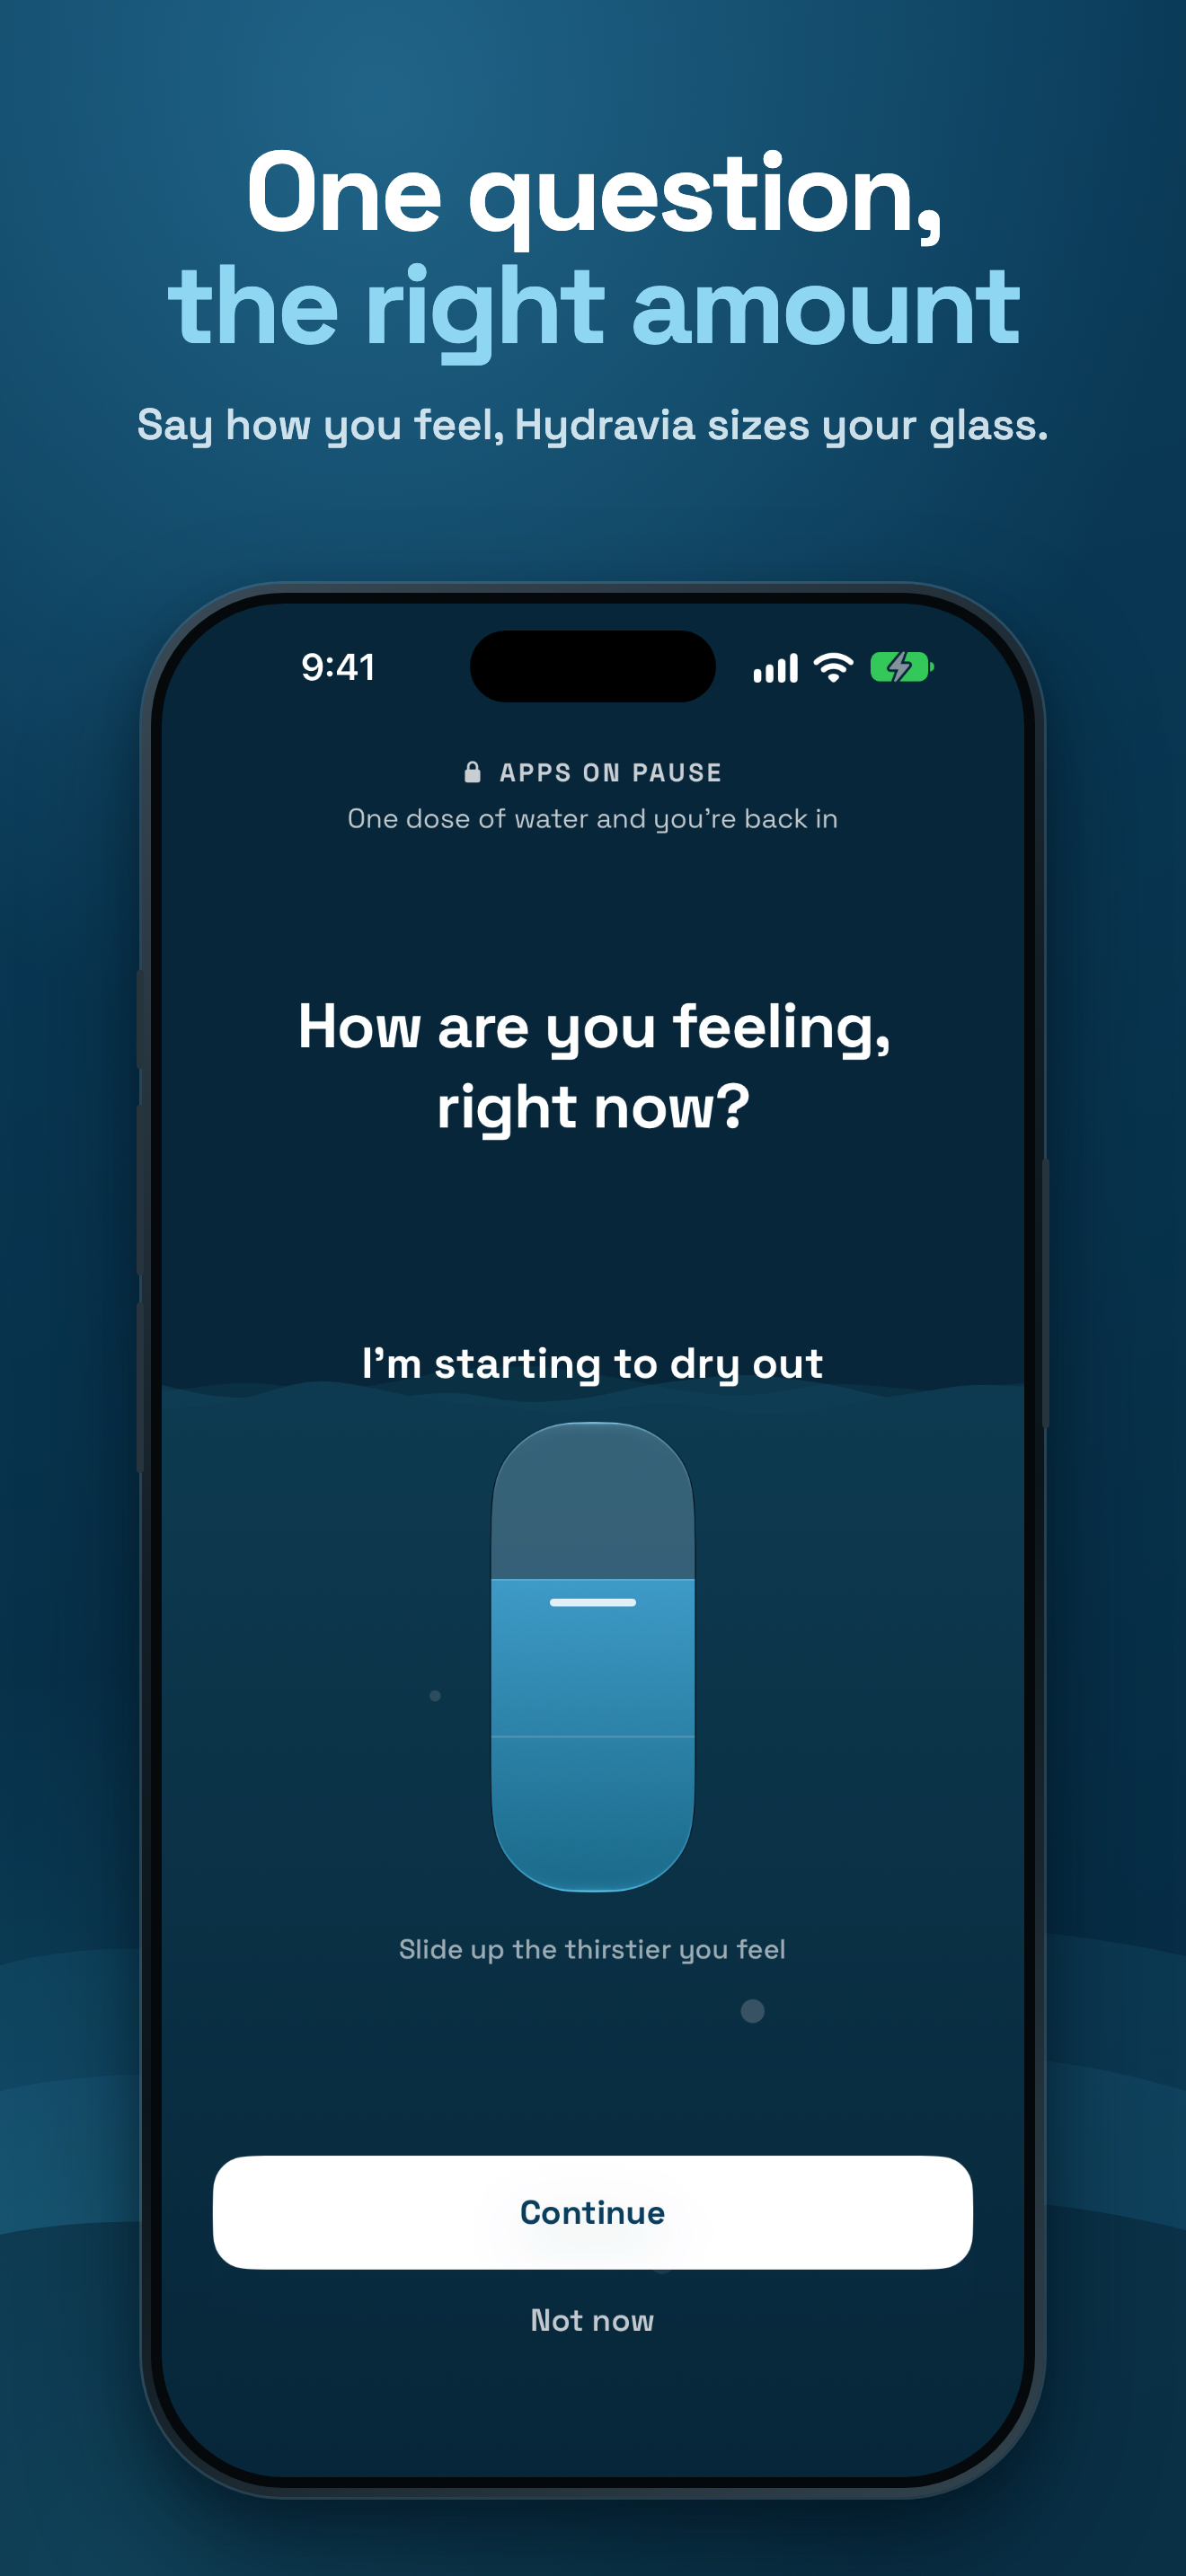 One question,
the right amount
Say how you feel, Hydravia sizes your glass.
9:41
APPS ON PAUSE
One dose of water and you’re back in
How are you feeling,
right now?
I’m starting to dry out
Slide up the thirstier you feel
Continue
Not now